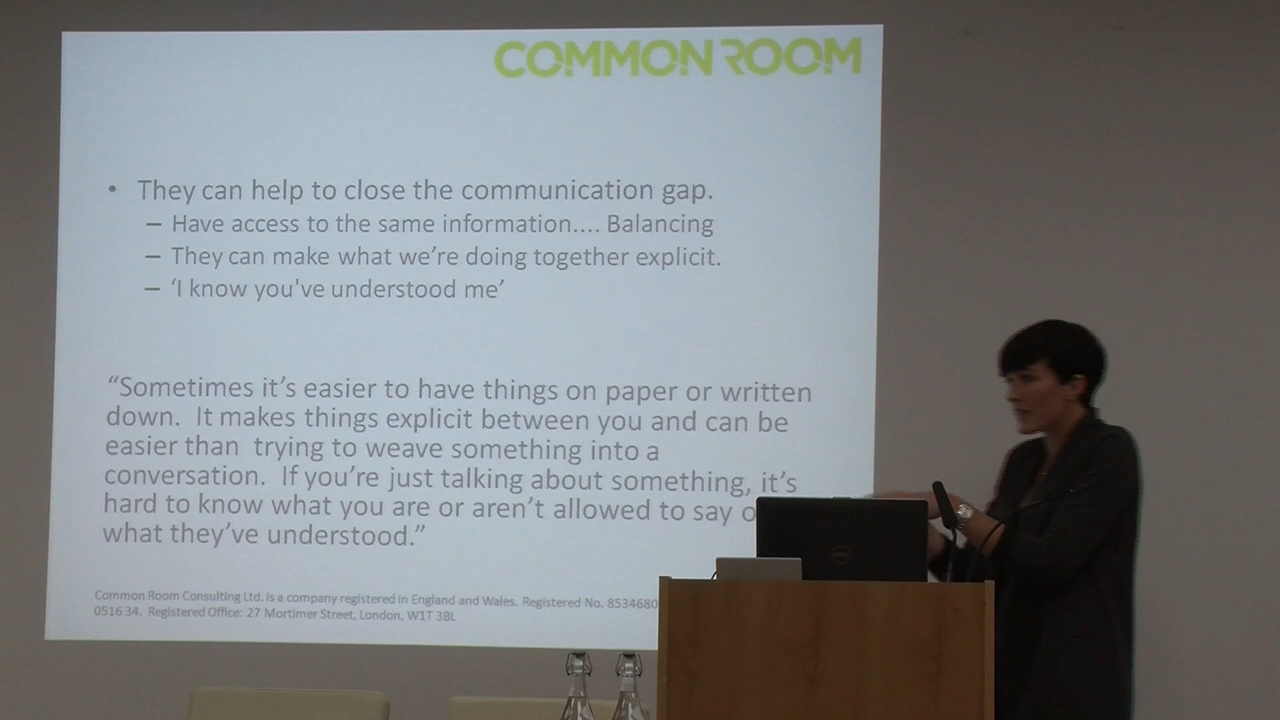 COMMON ROOM
• They can help to close the communication gap.
– Have access to the same information.... Balancing
– They can make what we're doing together explicit.
– 'I know you've understood me'
“Sometimes it's easier to have things on paper or written
down.  It makes things explicit between you and can be
easier than  trying to weave something into a
conversation.  If you're just talking about something, it's
hard to know what you are or aren't allowed to say
what they've understood.”
Common Room Consulting Ltd. is a company registered in England and Wales. Registered No. 8534680
0516 34.  Registered Office: 27 Mortimer Street, London, W1T 3BL
DELL